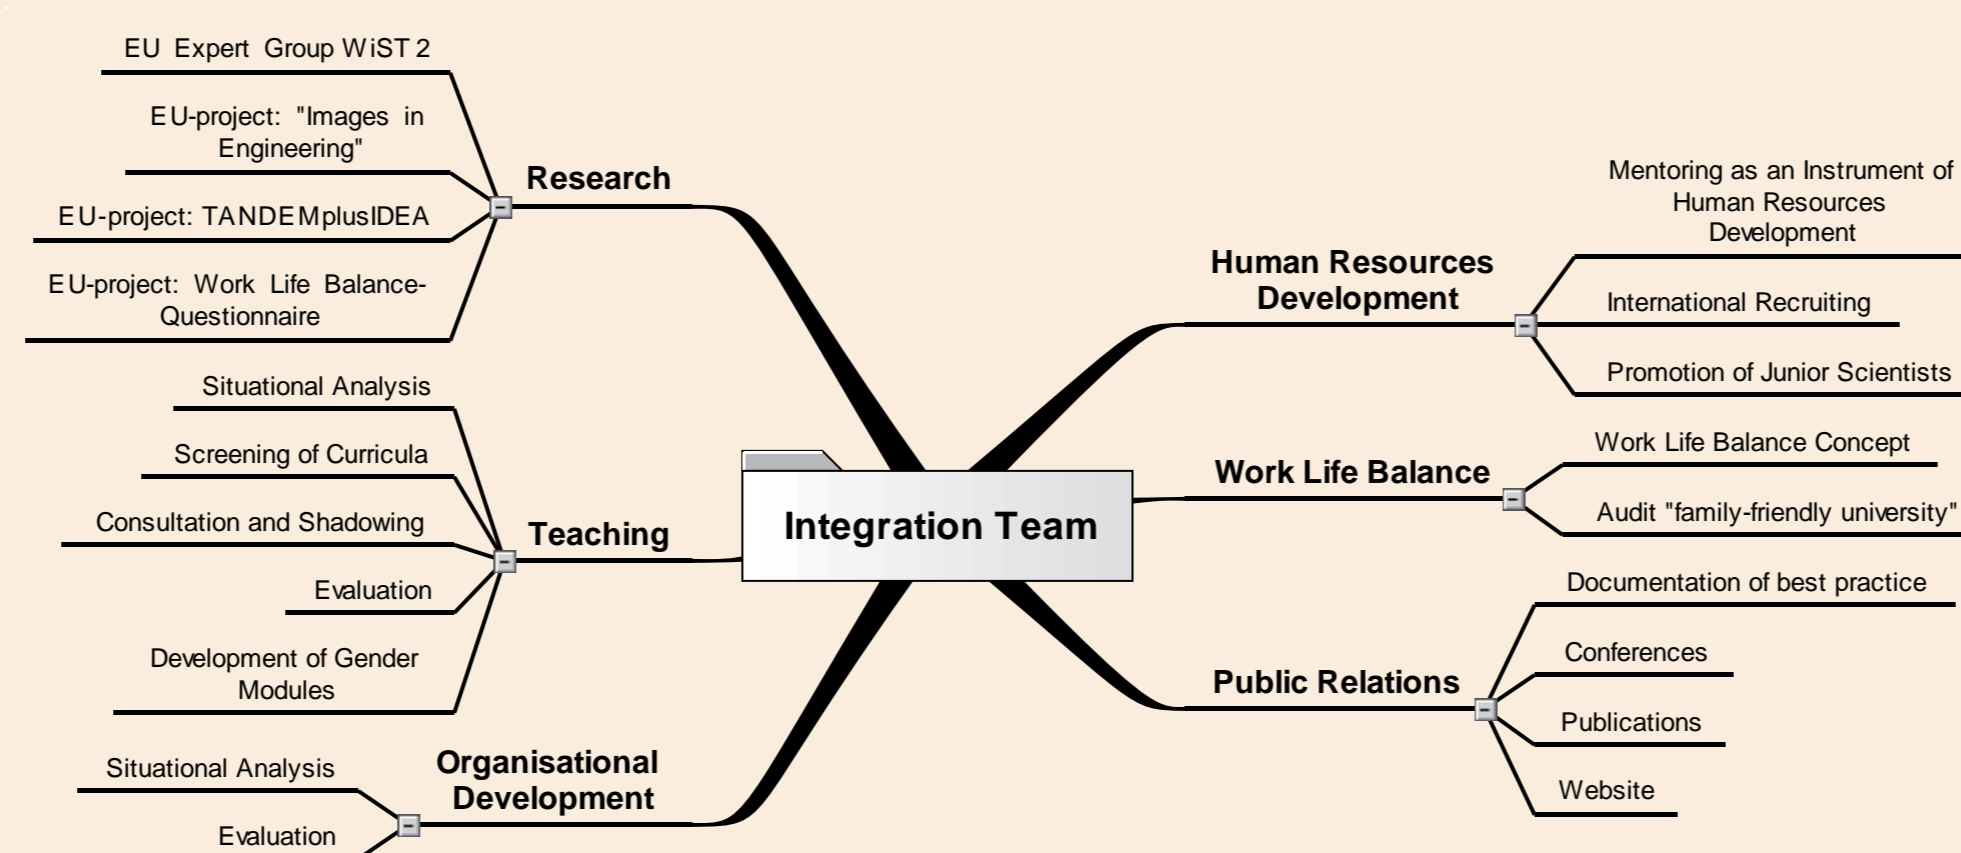 EU Expert Group WiST 2
EU-project: "Images in
Engineering"
EU-project: TANDEMplusIDEA
EU-project: Work Life Balance-
Questionnaire
Research
Situational Analysis
Screening of Curricula
Consultation and Shadowing
Evaluation
Development of Gender
Modules
Teaching
Situational Analysis
Evaluation
Organisational
Development
Integration Team
Human Resources
Development
Mentoring as an Instrument of
Human Resources
Development
International Recruiting
Promotion of Junior Scientists
Work Life Balance
Work Life Balance Concept
Audit "family-friendly university"
Public Relations
Documentation of best practice
Conferences
Publications
Website